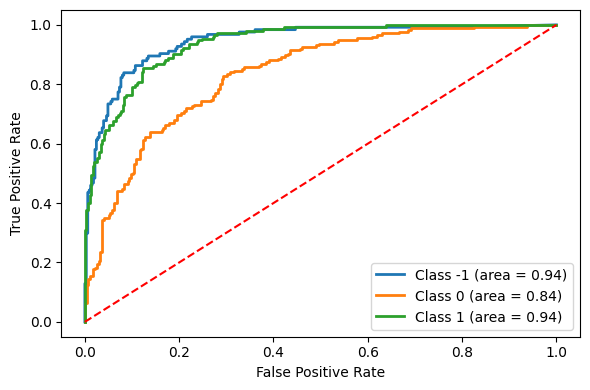 1.0
0.8
0.6
0.4
0.2
0.0
True Positive Rate
Class -1 (area = 0.94)
Class 0 (area = 0.84)
Class 1 (area = 0.94)
0.0 0.2 0.4 0.6 0.8 1.0
False Positive Rate